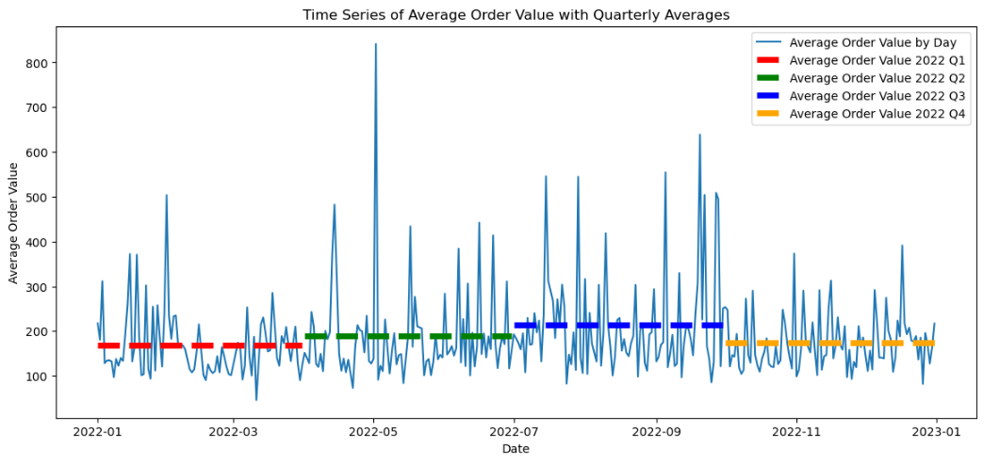 Time Series of Average Order Value with Quarterly Averages
Average Order Value by Day
Average Order Value 2022 Q1
Average Order Value 2022 Q2
Average Order Value 2022 Q3
Average Order Value 2022 Q4
Average Order Value
800
700
600
500
400
300
200
100
2022-01
2022-03
2022-05
2022-07
2022-09
2022-11
2023-01
Date